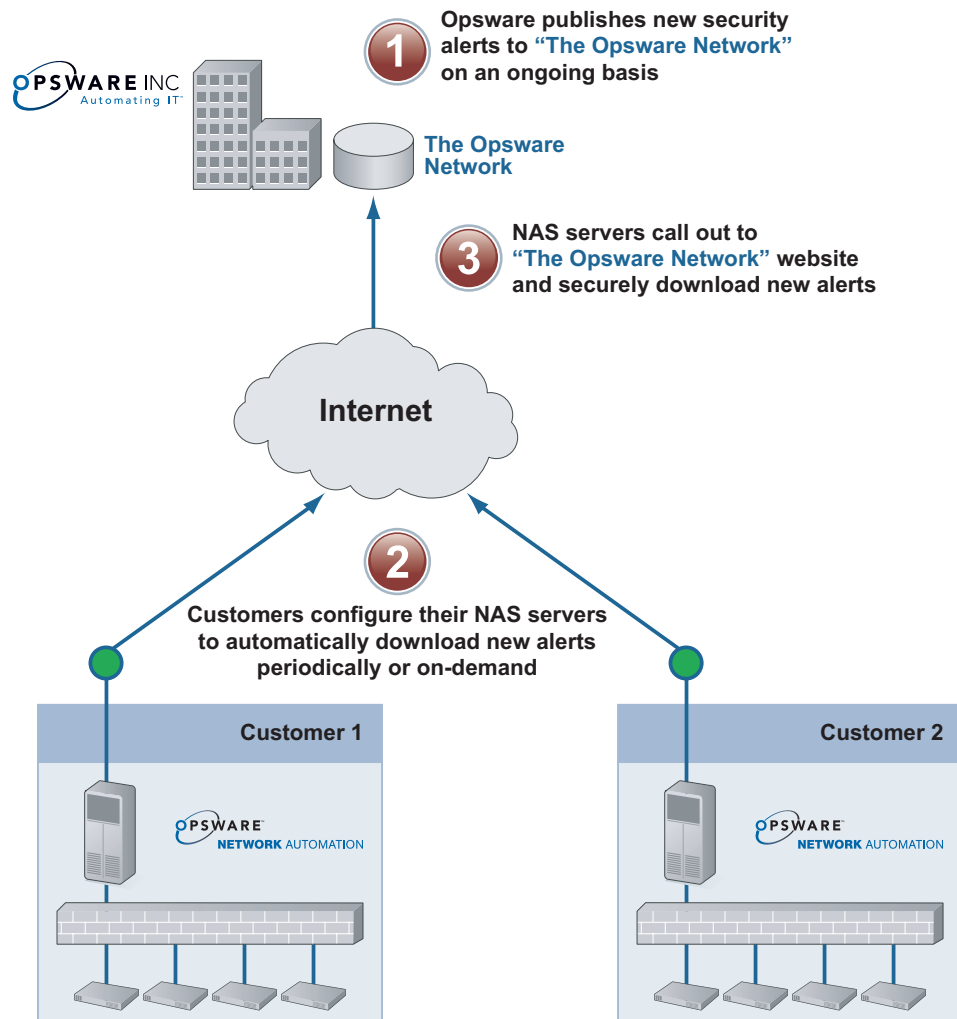 1
Opsware publishes new security
alerts to “The Opsware Network”
on an ongoing basis
OPSWARE INC
Automating IT™
The Opsware
Network
3
NAS servers call out to
“The Opsware Network” website
and securely download new alerts
Internet
2
Customers configure their NAS servers
to automatically download new alerts
periodically or on-demand
Customer 1
OPSWARE™
NETWORK AUTOMATION
Customer 2
OPSWARE™
NETWORK AUTOMATION